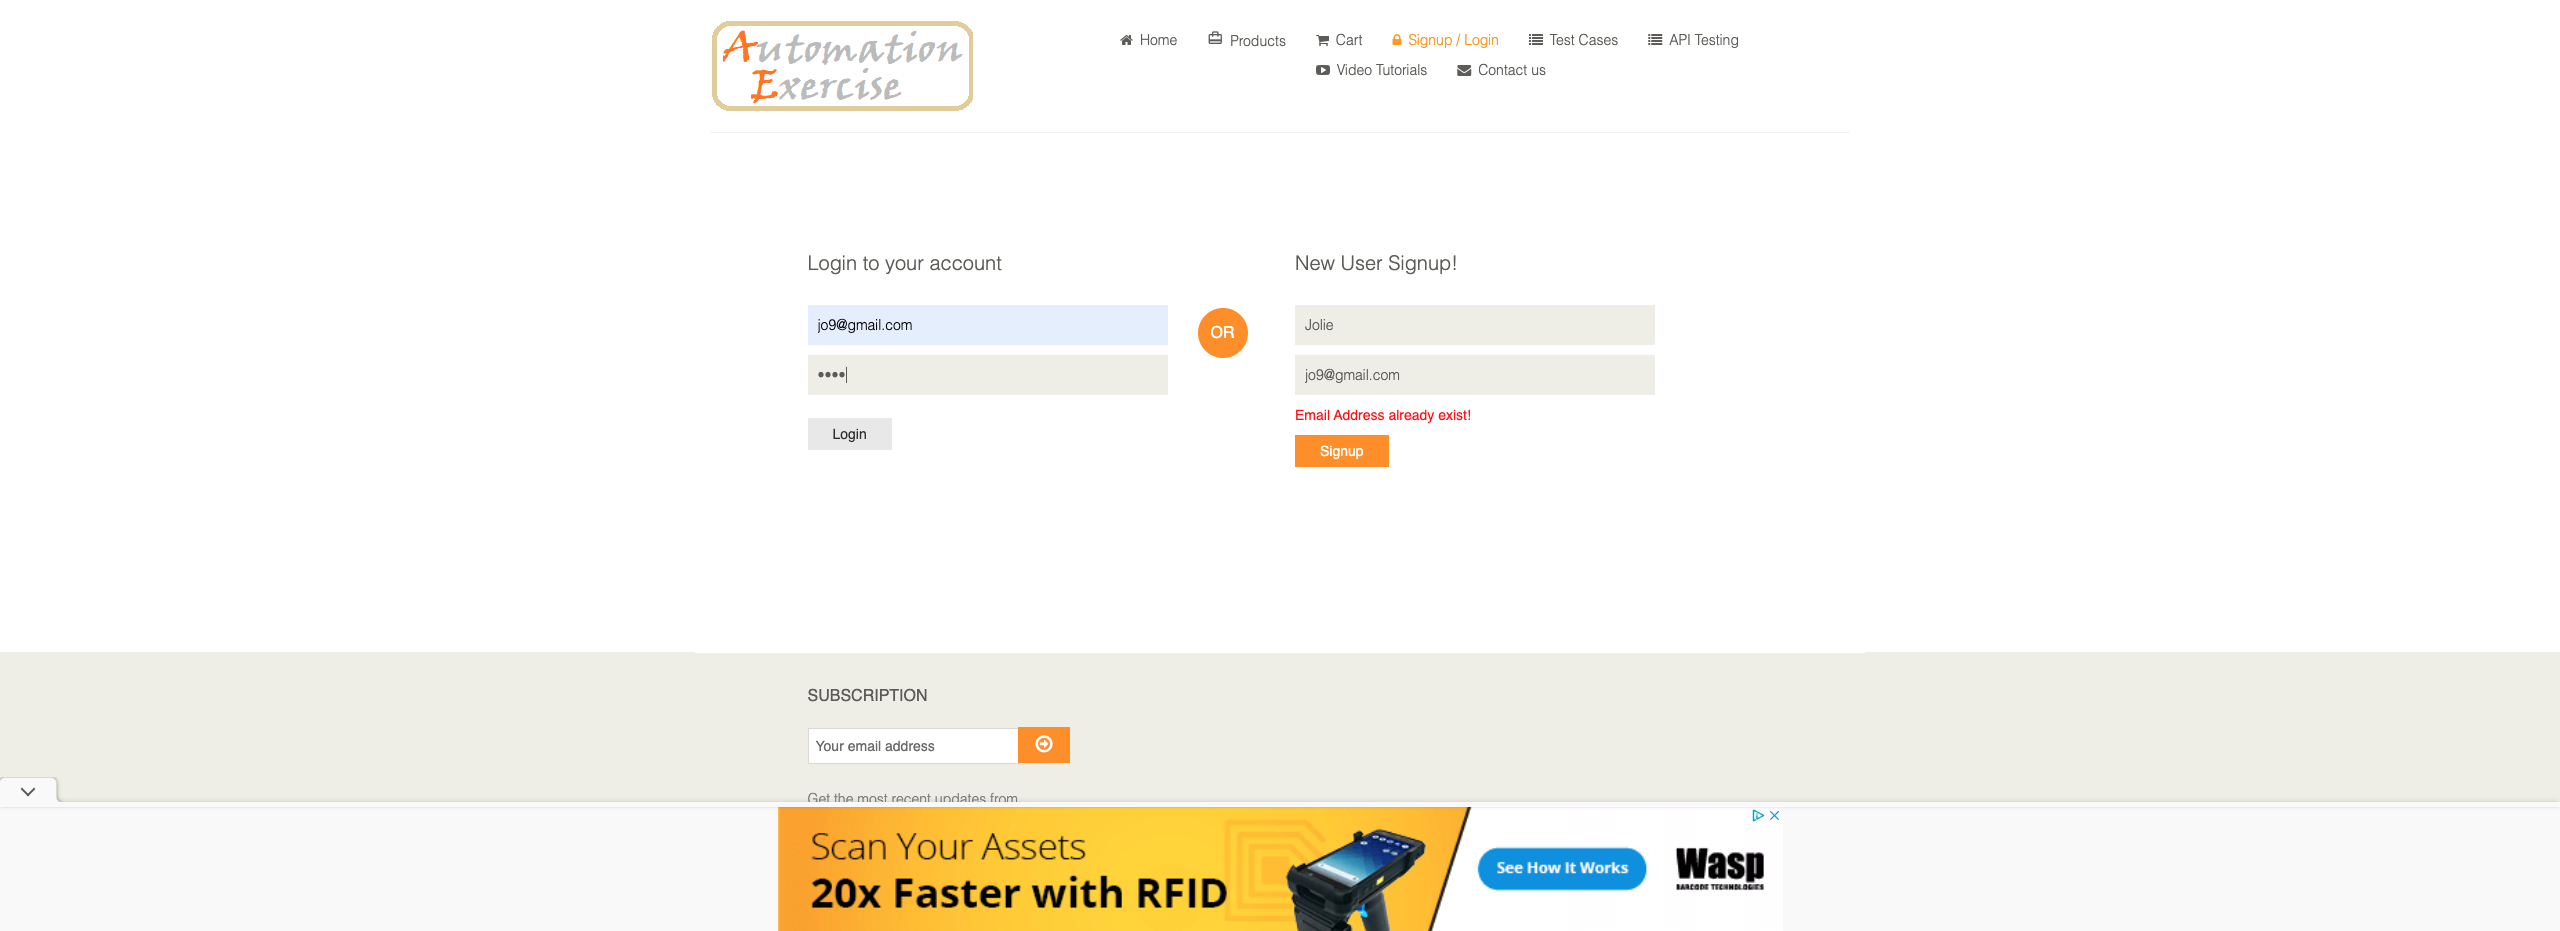 Automation
Exercise
Home
Products
Cart
Signup / Login
Test Cases
API Testing
Video Tutorials
Contact us
Login to your account
New User Signup!
jo9@gmail.com
OR
Jolie
jo9@gmail.com
Email Address already exist!
Login
Signup
SUBSCRIPTION
Your email address
Get the most recent updates from
Scan Your Assets
20x Faster with RFID
See How It Works
Wasp
BARCODE TECHNOLOGIES